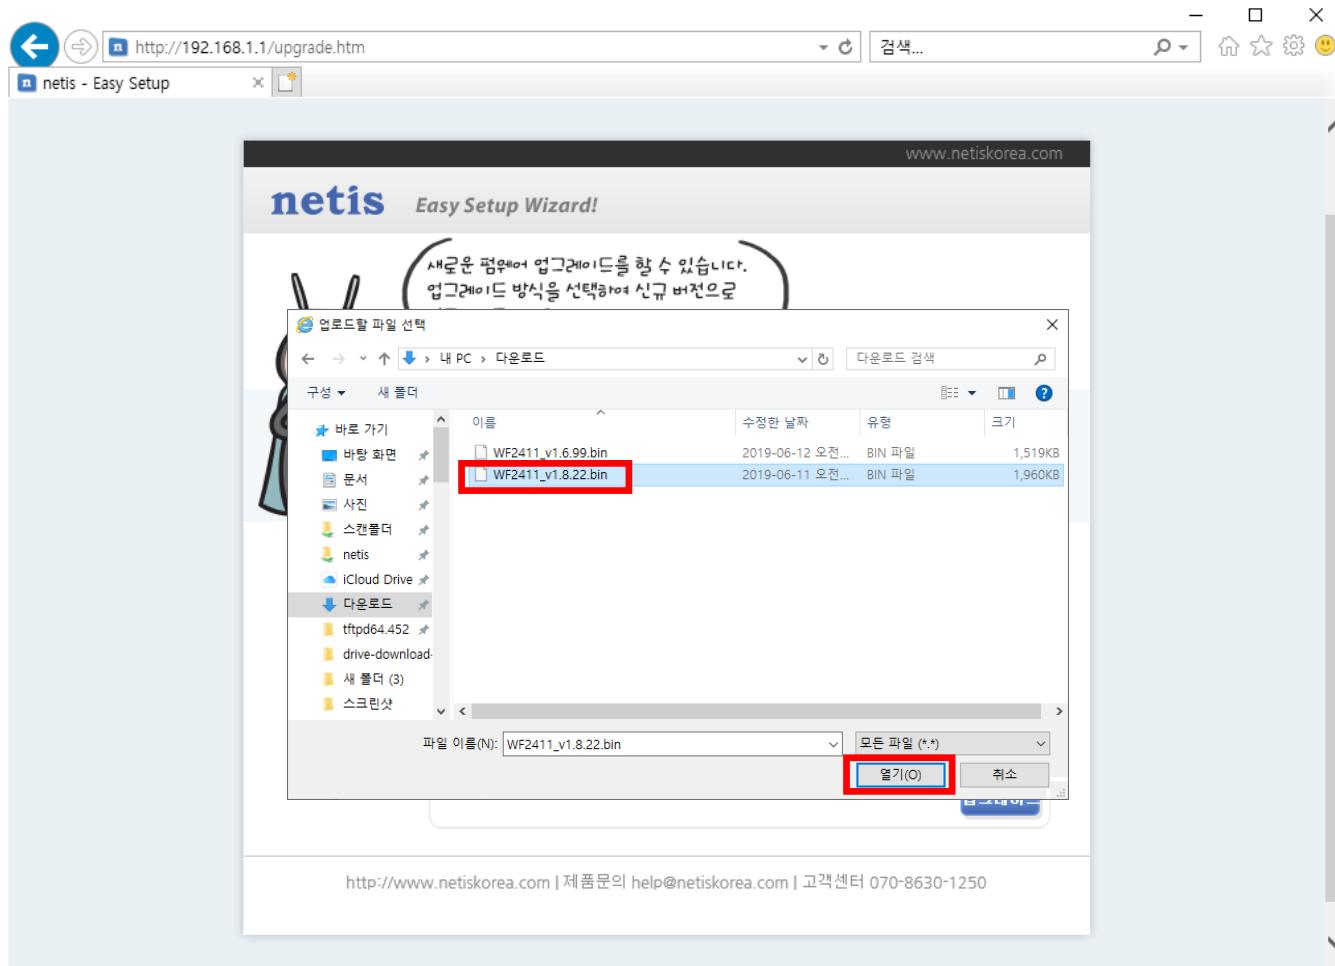 http://192.168.1.1/upgrade.htm
검색...
netis - Easy Setup
www.netiskorea.com
netis Easy Setup Wizard!
새로운 펌웨어 업그레이드를 할 수 있습니다.
업그레이드 방식을 선택하여 신규 버전으로
업로드할 파일 선택
내 PC › 다운로드
다운로드 검색
구성 새 폴더
이름 수정한 날짜 유형 크기
바로 가기
바탕 화면
문서
사진
스캔폴더
netis
iCloud Drive
다운로드
tftpd64.452
drive-download-
새 폴더 (3)
스크린샷
WF2411_v1.6.99.bin 2019-06-12 오전... BIN 파일 1,519KB
WF2411_v1.8.22.bin 2019-06-11 오전... BIN 파일 1,960KB
파일 이름(N): WF2411_v1.8.22.bin 모든 파일 (*.*)
열기(O) 취소
업그레이드
http://www.netiskorea.com | 제품문의 help@netiskorea.com | 고객센터 070-8630-1250